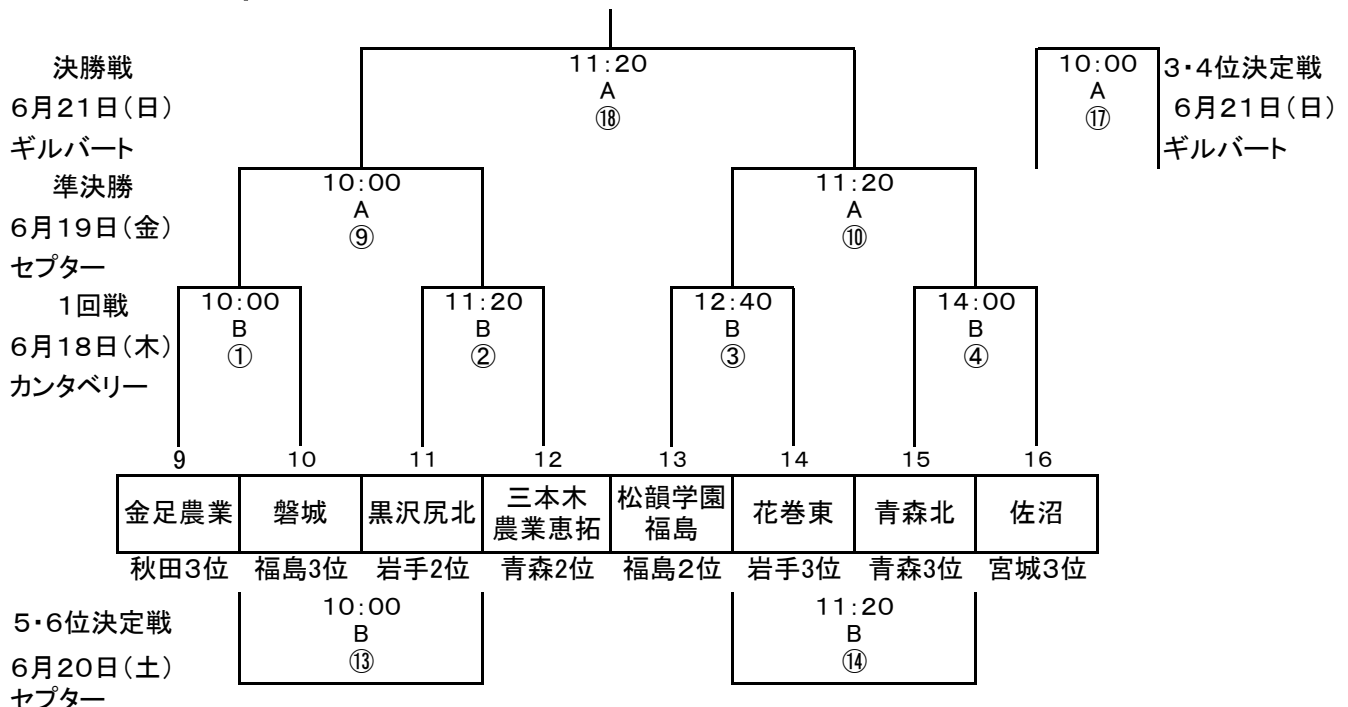 決勝戦
6月21日(日)
ギルバート
11:20
A
⑱
10:00
A
⑰
3・4位決定戦
6月21日(日)
ギルバート
準決勝
6月19日(金)
セプター
10:00
A
⑨
11:20
A
⑩
1回戦
6月18日(木)
カンタベリー
10:00
B
①
11:20
B
②
12:40
B
③
14:00
B
④
9 10 11 12 13 14 15 16
金足農業 磐城 黒沢尻北 三本木農業恵拓 松韻学園福島 花巻東 青森北 佐沼
秋田3位 福島3位 岩手2位 青森2位 福島2位 岩手3位 青森3位 宮城3位
5・6位決定戦
6月20日(土)
セプター
10:00
B
⑬
11:20
B
⑭